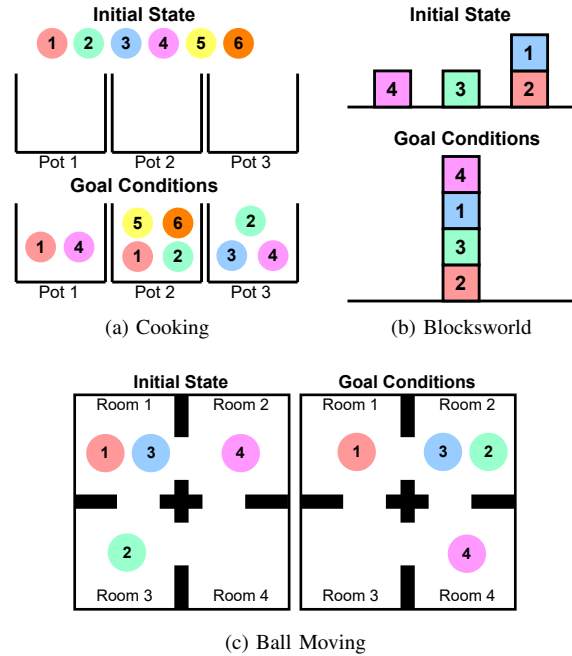 Initial State
1 2 3 4 5 6
Pot 1 Pot 2 Pot 3
Goal Conditions
5 6 2
1 4 1 2 3 4
Pot 1 Pot 2 Pot 3
(a) Cooking
Initial State
1
4 3 2
Goal Conditions
4
1
3
2
(b) Blocksworld
Initial State Goal Conditions
Room 1 Room 2 Room 1 Room 2
1 3 4 1 3 2
2 4
Room 3 Room 4 Room 3 Room 4
(c) Ball Moving